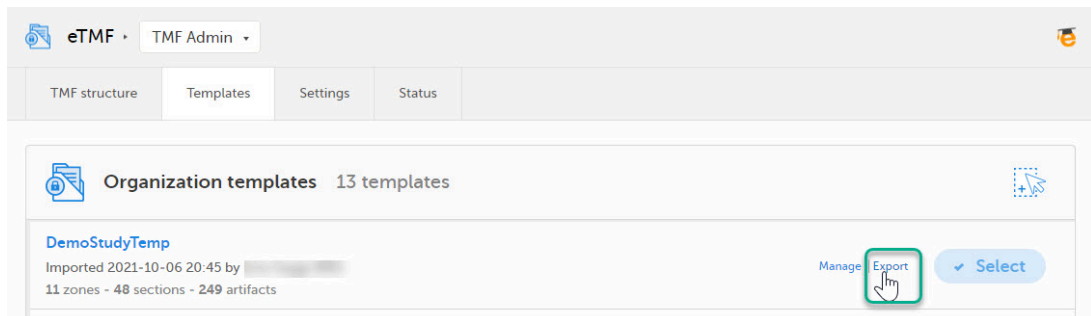 eTMF TMF Admin
e
TMF structure Templates Settings Status
Organization templates 13 templates
DemoStudyTemp
Imported 2021-10-06 20:45 by
Manage | Export Select
11 zones - 48 sections - 249 artifacts